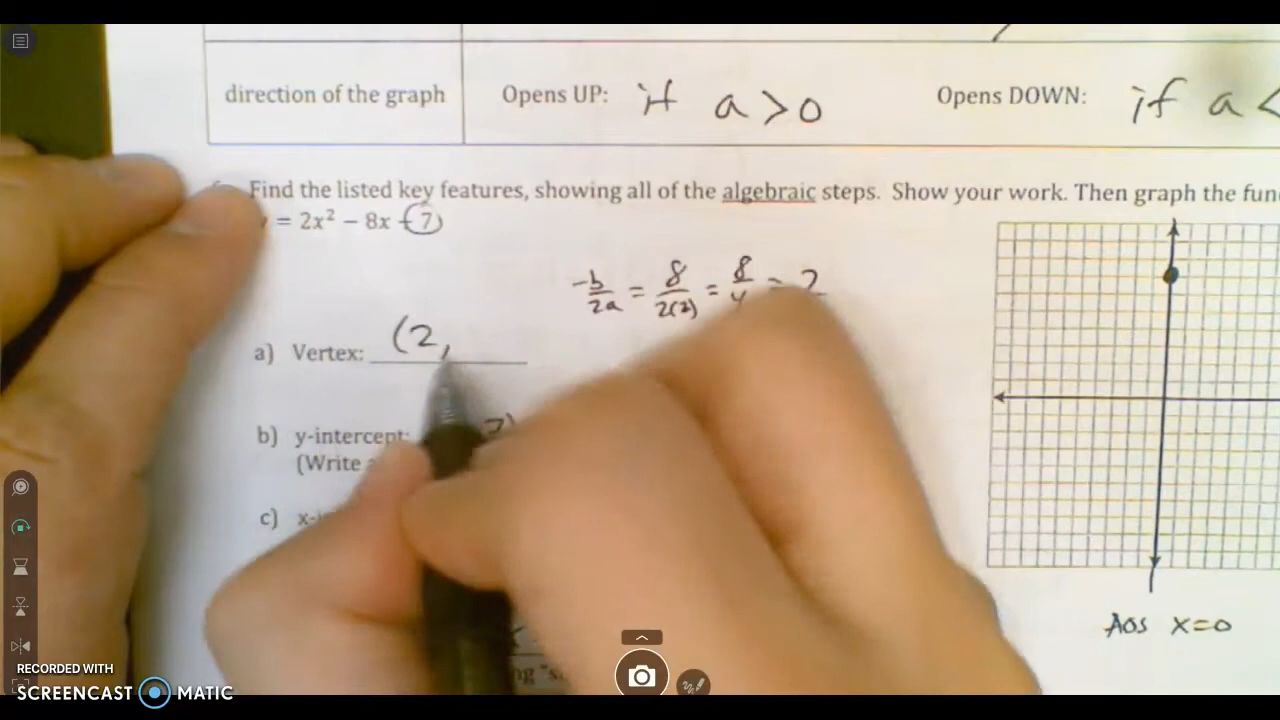 direction of the graph Opens UP: if a>0 Opens DOWN: if a<
Find the listed key features, showing all of the algebraic steps. Show your work. Then graph the fun
= 2x² − 8x + 7
-b/2a = 8/2(2) = 8/4 = 2
a) Vertex: (2,
b) y-intercept: 7)
(Write
c) x-
AOS x=0
RECORDED WITH
SCREENCAST MATIC